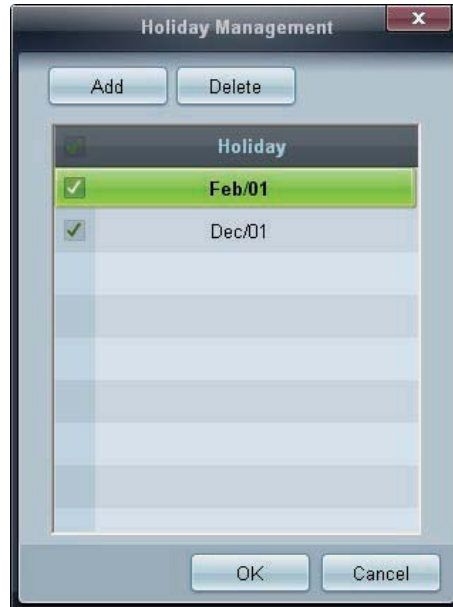 Holiday Management
x
Add Delete
Holiday
Feb/01
Dec/01
OK Cancel